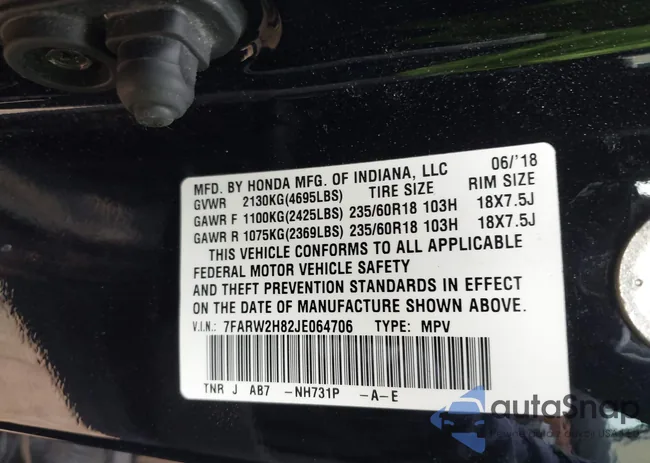 MFD. BY HONDA MFG. OF INDIANA, LLC 06/'18
GVWR 2130KG(4695LBS) TIRE SIZE RIM SIZE
GAWR F 1100KG(2425LBS) 235/60R18 103H 18X7.5J
GAWR R 1075KG(2369LBS) 235/60R18 103H 18X7.5J
THIS VEHICLE CONFORMS TO ALL APPLICABLE
FEDERAL MOTOR VEHICLE SAFETY
AND THEFT PREVENTION STANDARDS IN EFFECT
ON THE DATE OF MANUFACTURE SHOWN ABOVE.
V.I.N.: 7FARW2H82JE064706 TYPE: MPV
TNR J AB7 -NH731P -A-E
autoSnap